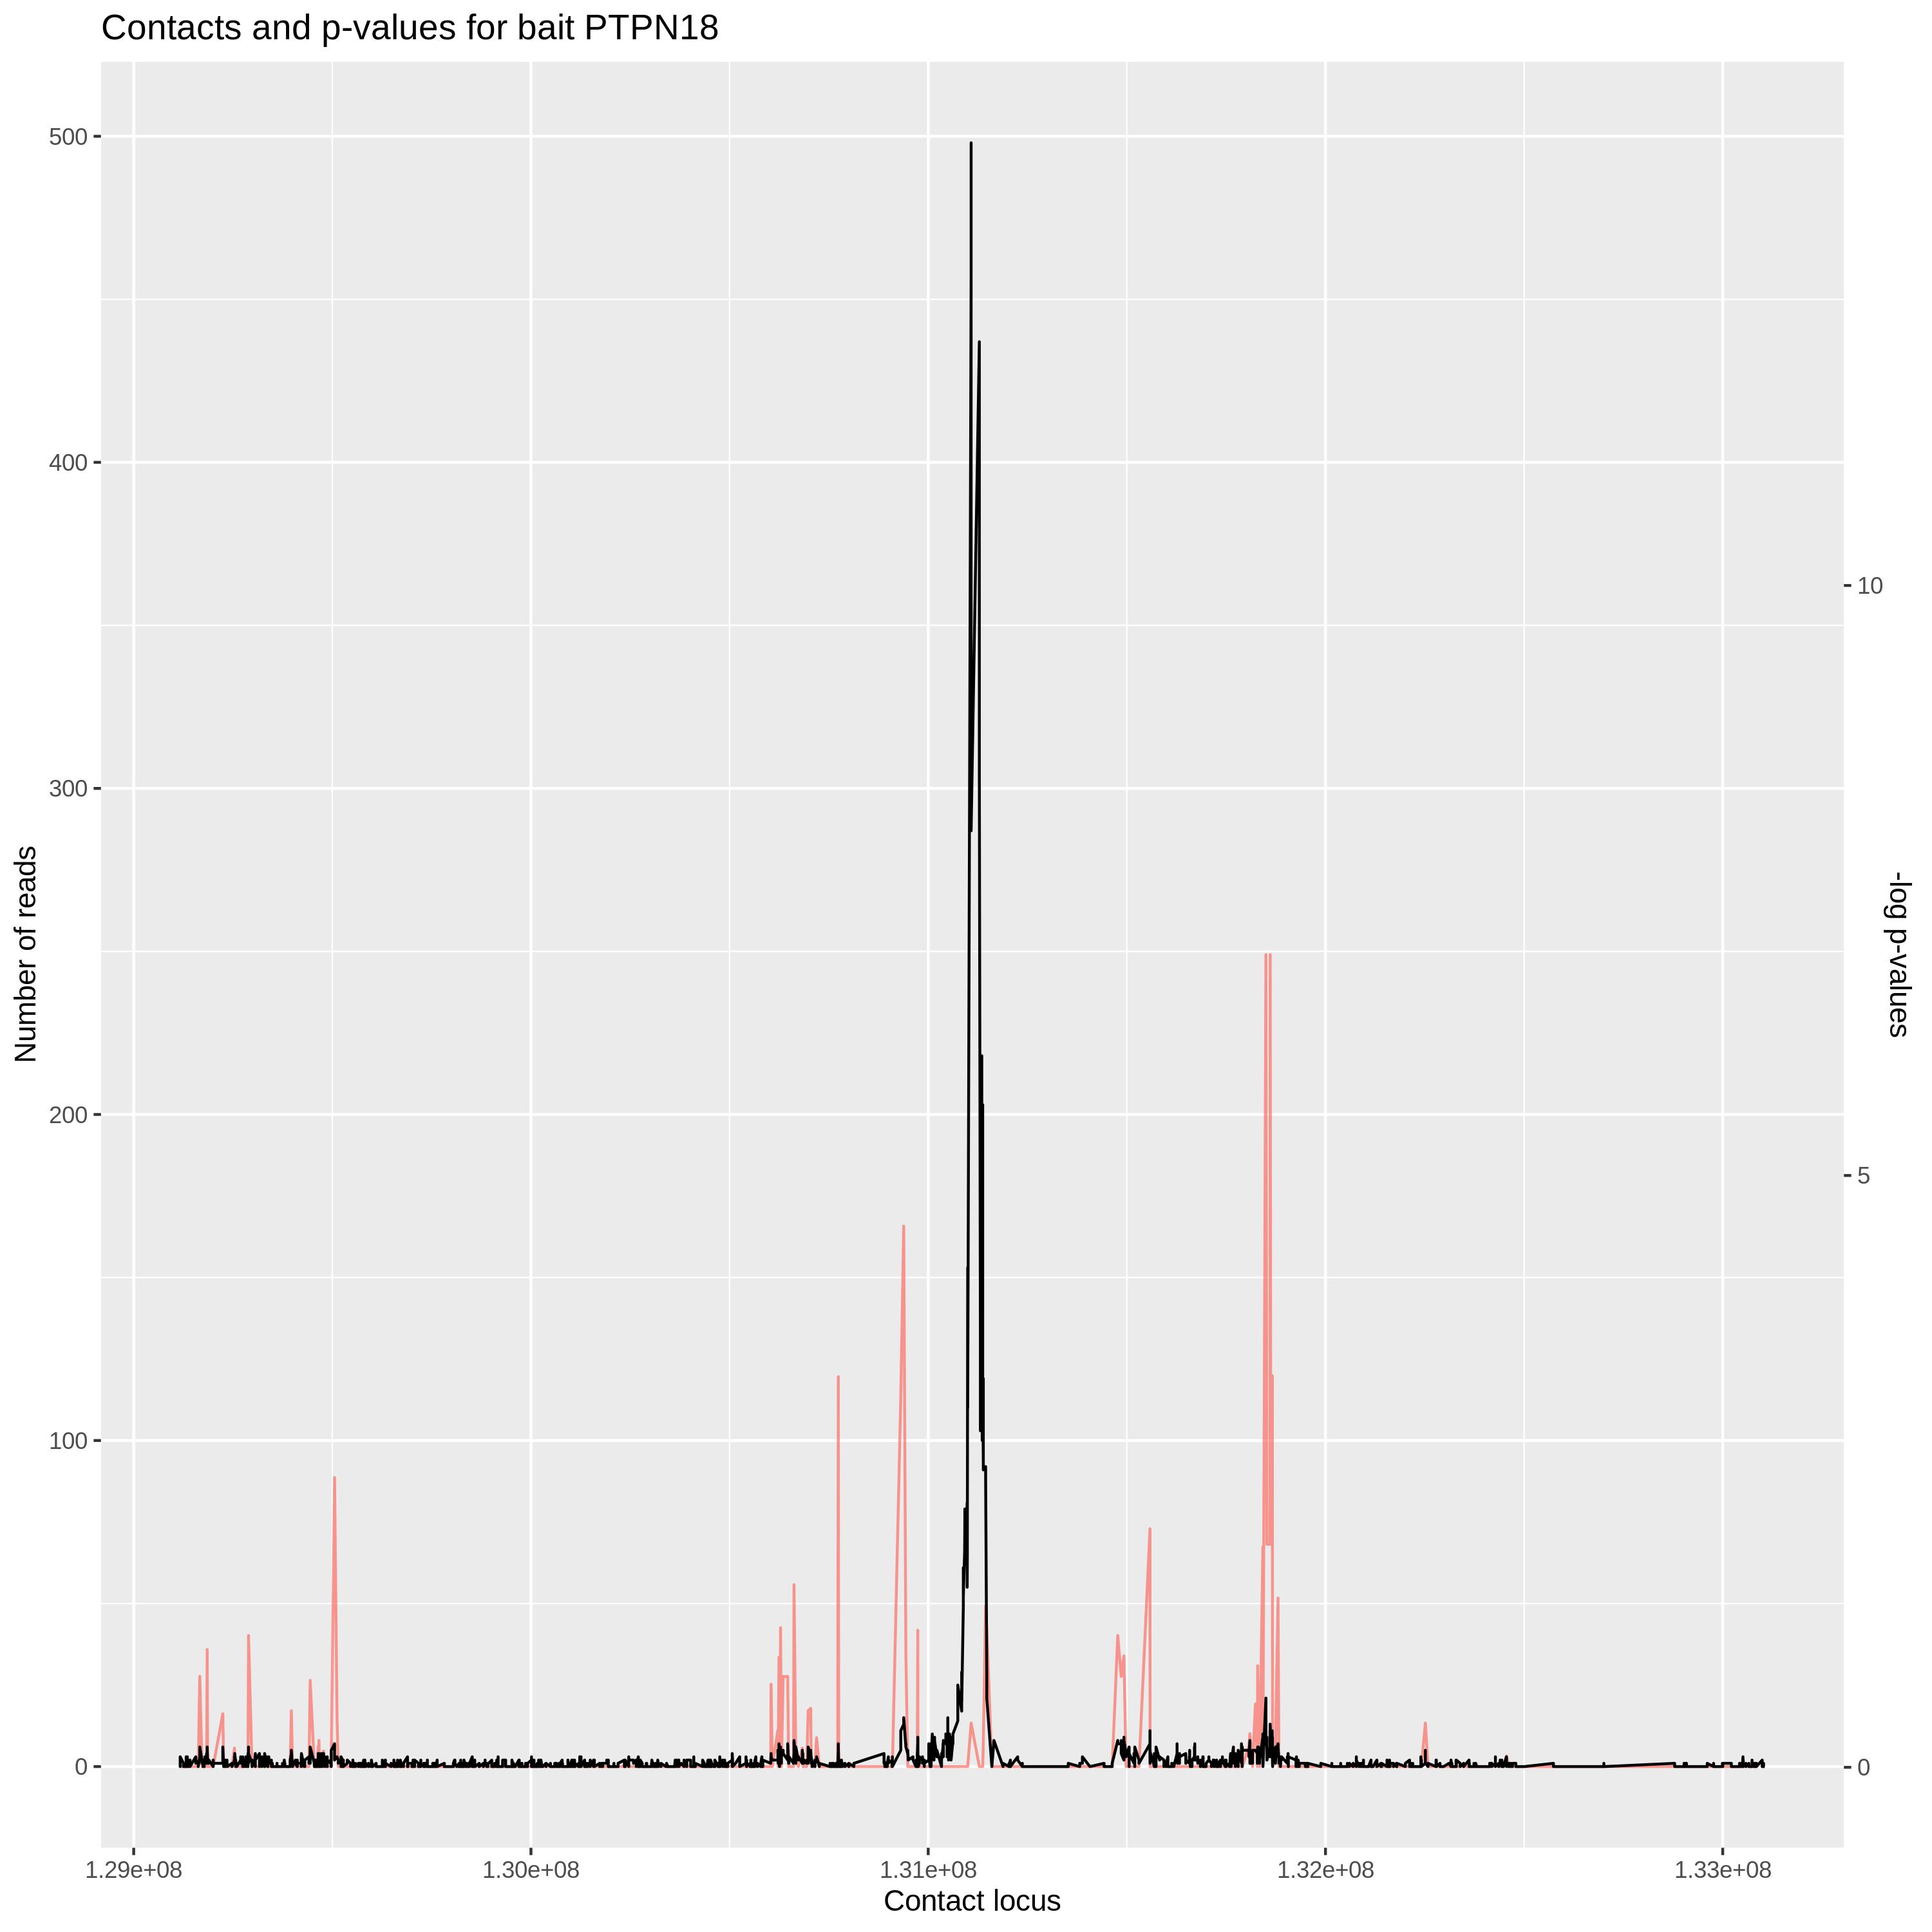 Contacts and p-values for bait PTPN18
500
400
300
200
100
0
Number of reads
10
5
0
-log p-values
1.29e+08
1.30e+08
1.31e+08
1.32e+08
1.33e+08
Contact locus